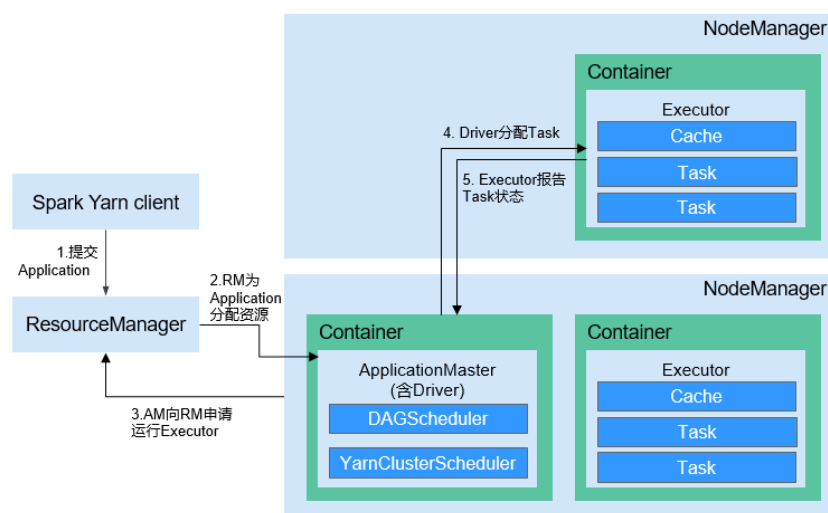 NodeManager
Container
Executor
Cache
Task
Task
4. Driver分配Task
5. Executor报告
Task状态
Spark Yarn client
1.提交
Application
ResourceManager
2.RM为
Application
分配资源
3.AM向RM申请
运行Executor
NodeManager
Container
ApplicationMaster
(含Driver)
DAGScheduler
YarnClusterScheduler
Container
Executor
Cache
Task
Task